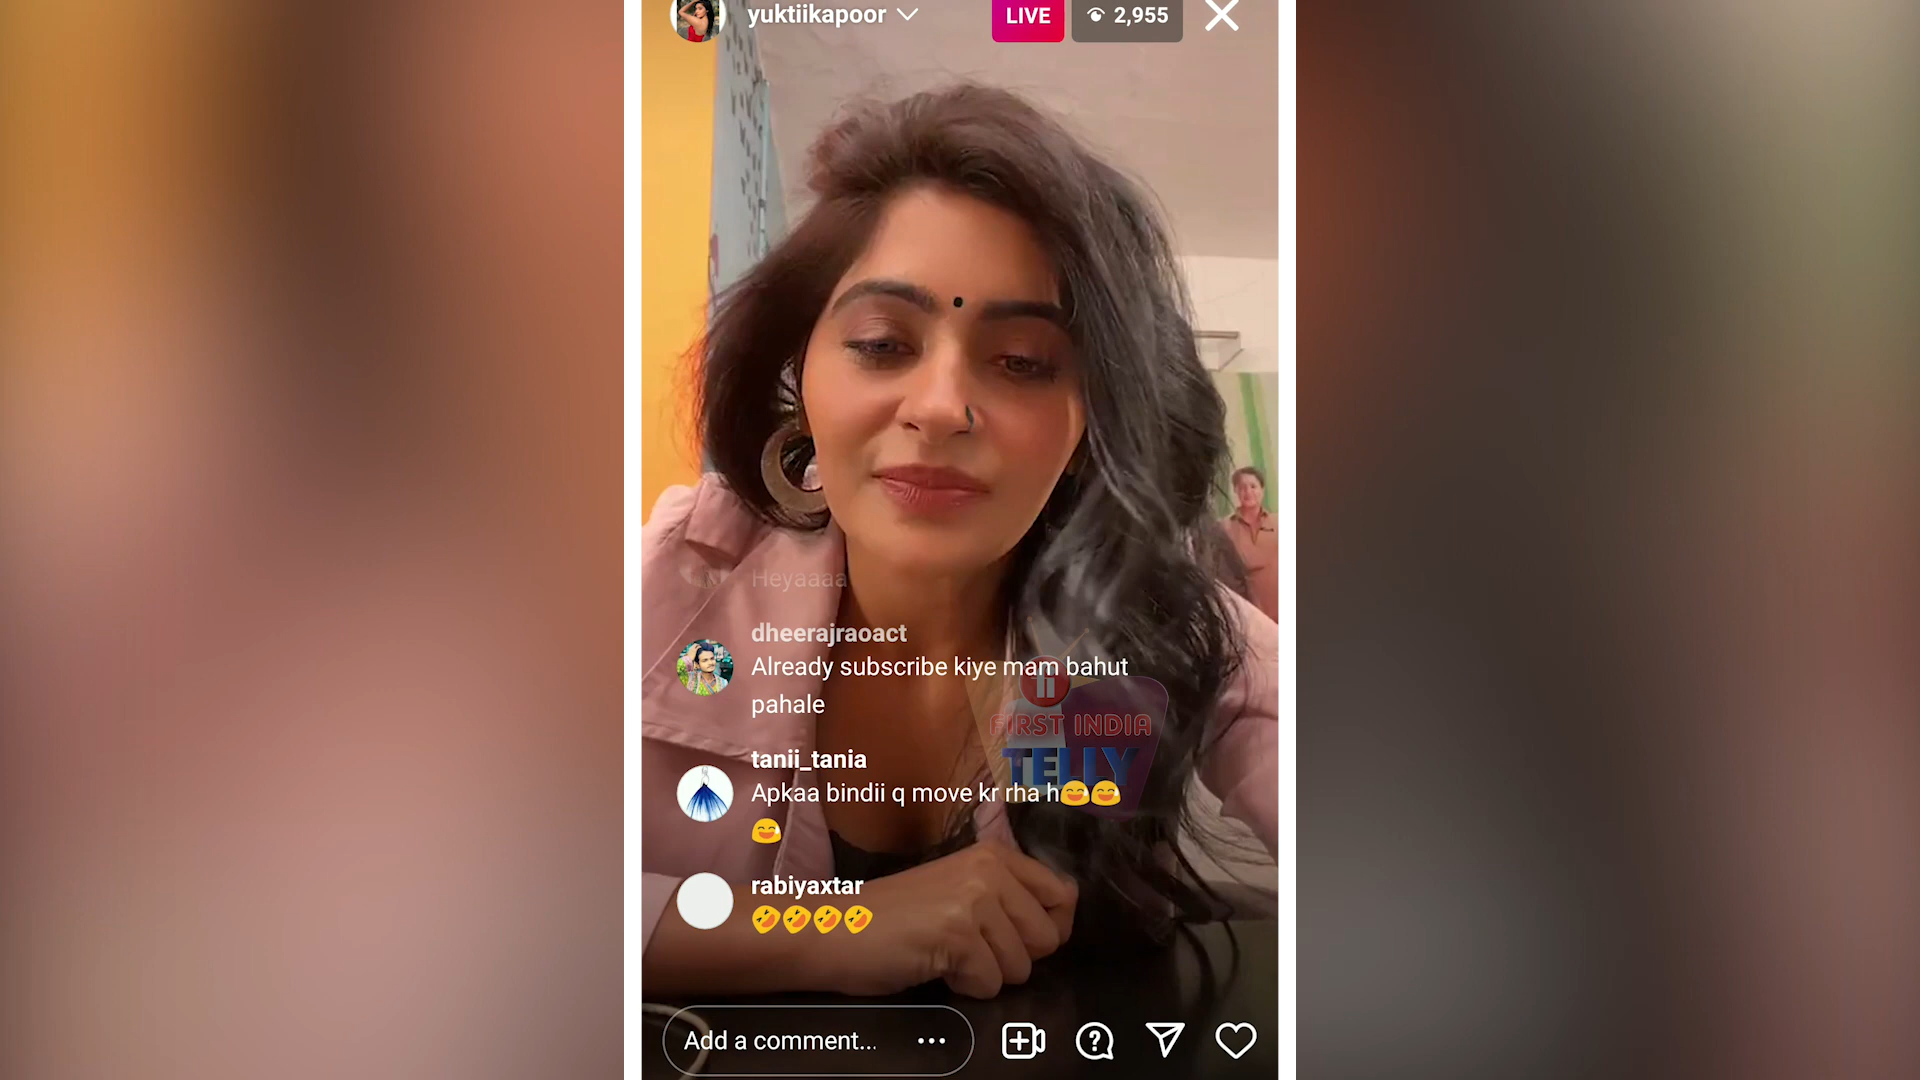 yuktiikapoor
LIVE
2,955
Heyaaaa
dheerajraoact
Already subscribe kiye mam bahut
pahale
tanii_tania
Apkaa bindii q move kr rha h😅😅
😅
rabiyaxtar
🤣🤣🤣🤣
FIRST INDIA
TELLY
Add a comment...